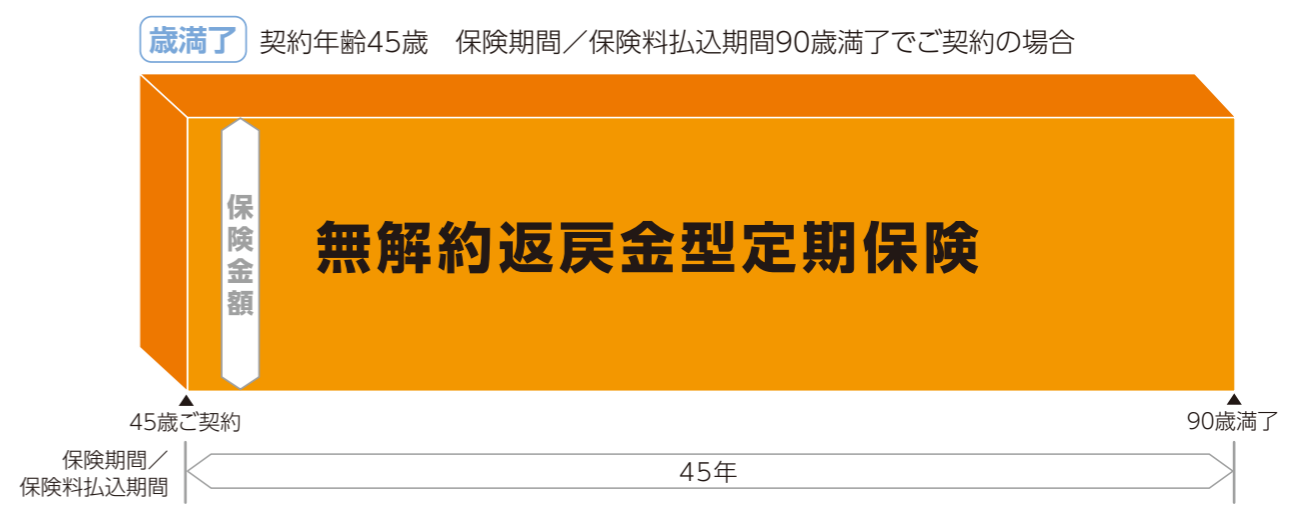 歳満了 契約年齢45歳　保険期間／保険料払込期間90歳満了でご契約の場合
保険金額
無解約返戻金型定期保険
45歳ご契約
90歳満了
保険期間／
保険料払込期間
45年